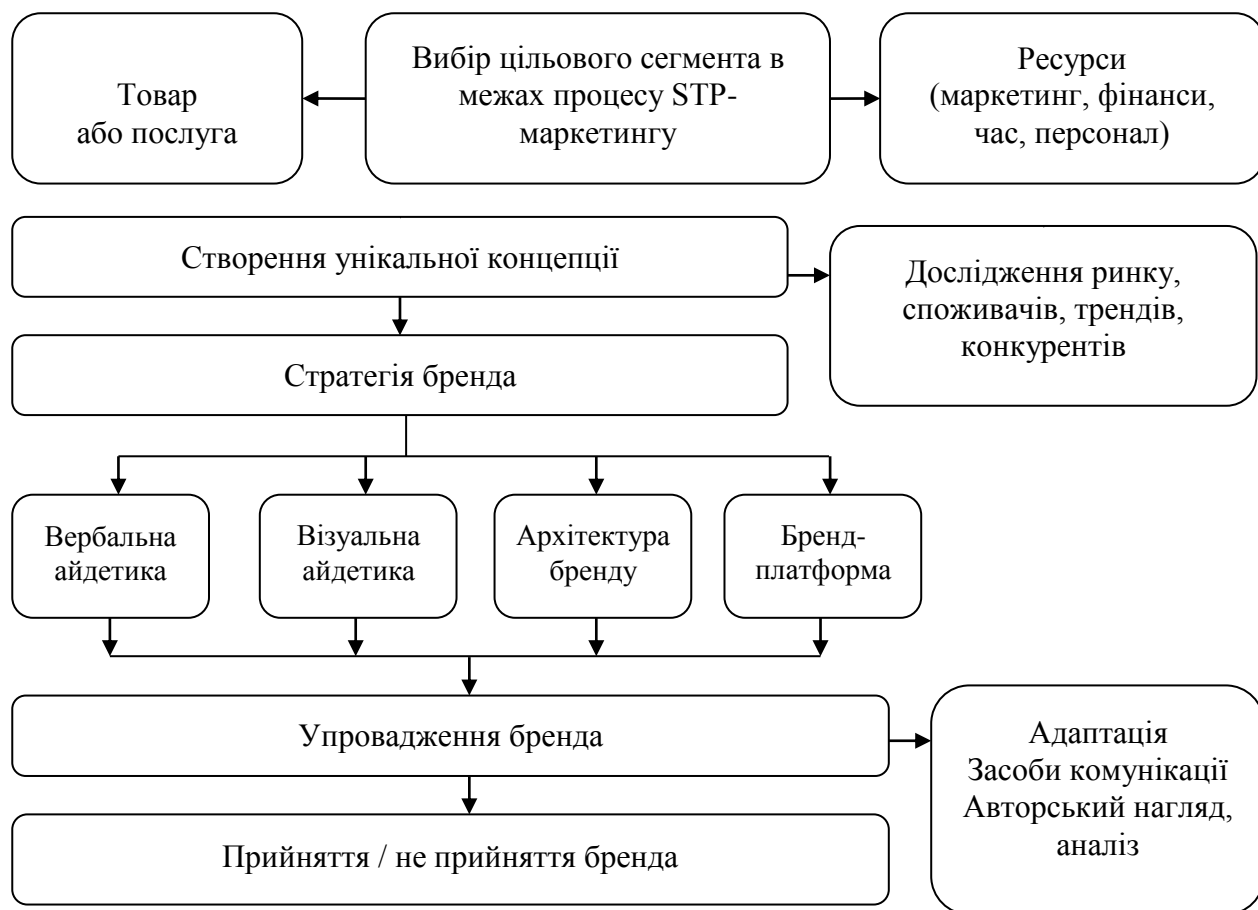 Товар
або послуга
Вибір цільового сегмента в
межах процесу STP-
маркетингу
Ресурси
(маркетинг, фінанси,
час, персонал)
Створення унікальної концепції
Дослідження ринку,
споживачів, трендів,
конкурентів
Стратегія бренда
Вербальна
айдетика
Візуальна
айдетика
Архітектура
бренду
Бренд-
платформа
Упровадження бренда
Адаптація
Засоби комунікації
Авторський нагляд,
аналіз
Прийняття / не прийняття бренда